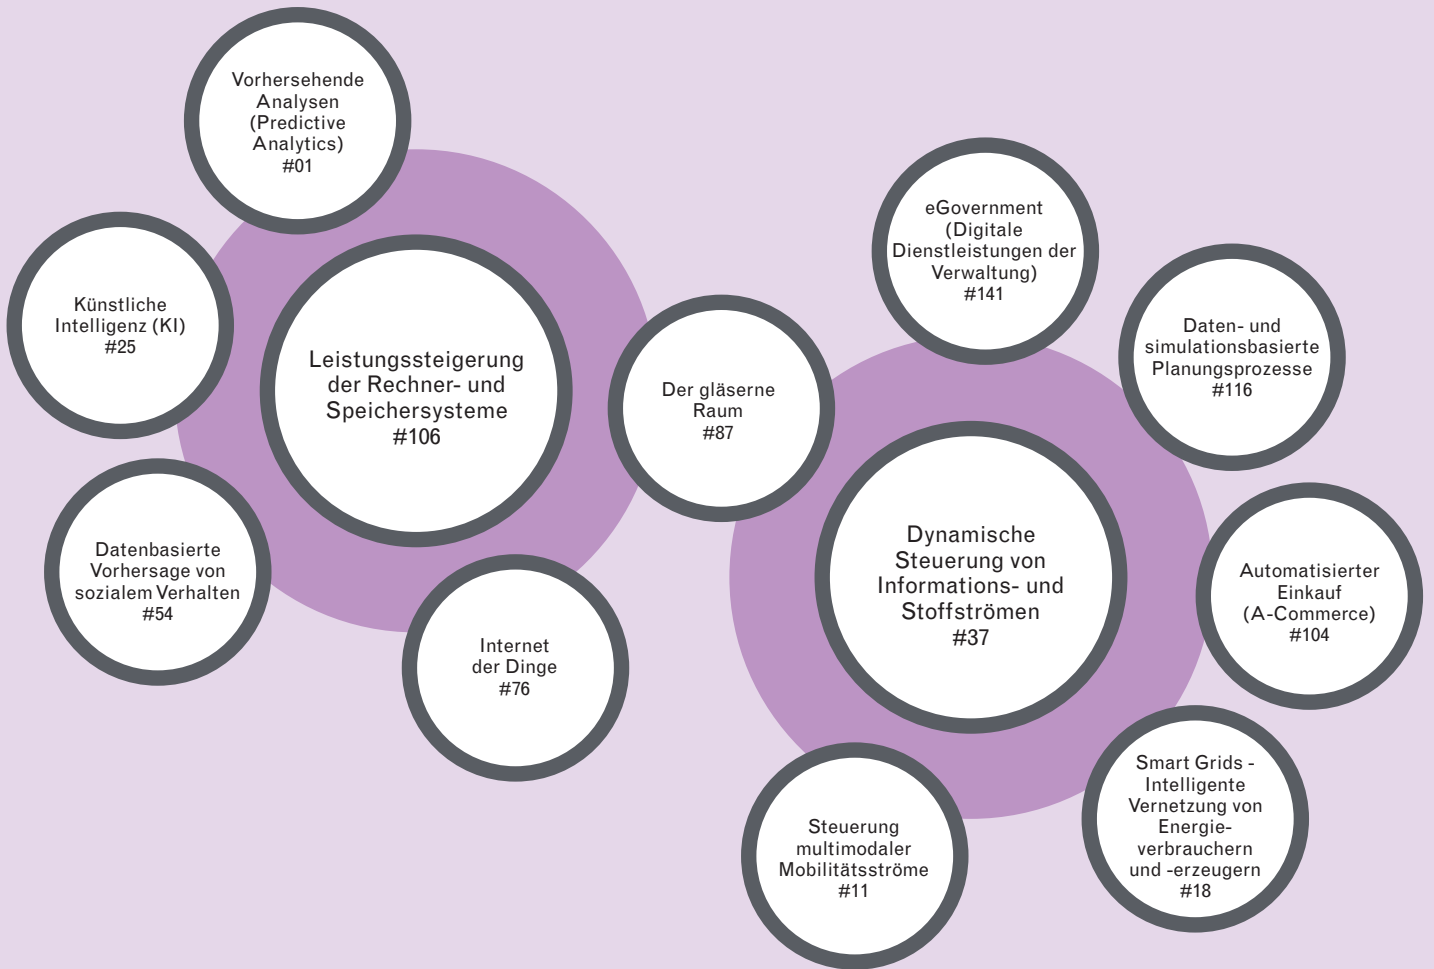 Vorhersehende
Analysen
(Predictive
Analytics)
#01
Künstliche
Intelligenz (KI)
#25
Leistungssteigerung
der Rechner- und
Speichersysteme
#106
Datenbasierte
Vorhersage von
sozialem Verhalten
#54
Internet
der Dinge
#76
Der gläserne
Raum
#87
eGovernment
(Digitale
Dienstleistungen der
Verwaltung)
#141
Daten- und
simulationsbasierte
Planungsprozesse
#116
Dynamische
Steuerung von
Informations- und
Stoffströmen
#37
Automatisierter
Einkauf
(A-Commerce)
#104
Smart Grids -
Intelligente
Vernetzung von
Energie-
verbrauchern
und -erzeugern
#18
Steuerung
multimodaler
Mobilitätsströme
#11